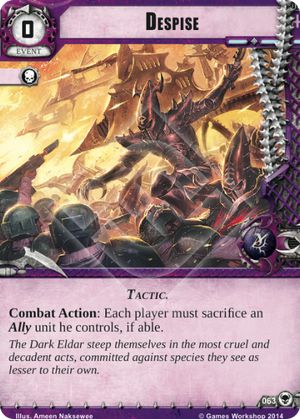 Despise
0
EVENT
Tactic.
Combat Action: Each player must sacrifice an
Ally unit he controls, if able.
The Dark Eldar steep themselves in the most cruel and
decadent acts, committed against species they see as
lesser to their own.
063
Illus. Ameen Naksewee
© Games Workshop 2014